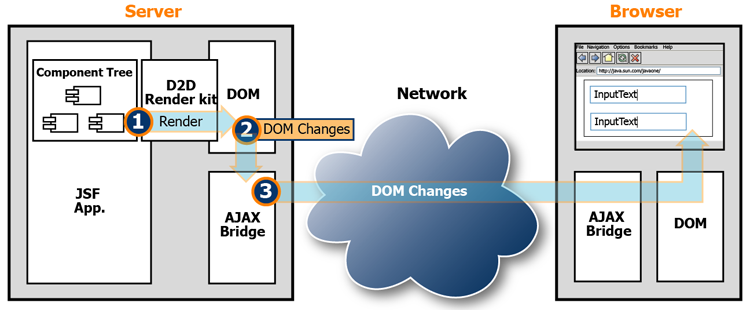 Server
Browser
Component Tree
D2D
Render kit
DOM
1
Render
2
DOM Changes
JSF
App.
AJAX
Bridge
3
Network
DOM Changes
File Navigation Options Bookmarks Help
Location: http://java.sun.com/javaone/
InputText
InputText
AJAX
Bridge
DOM